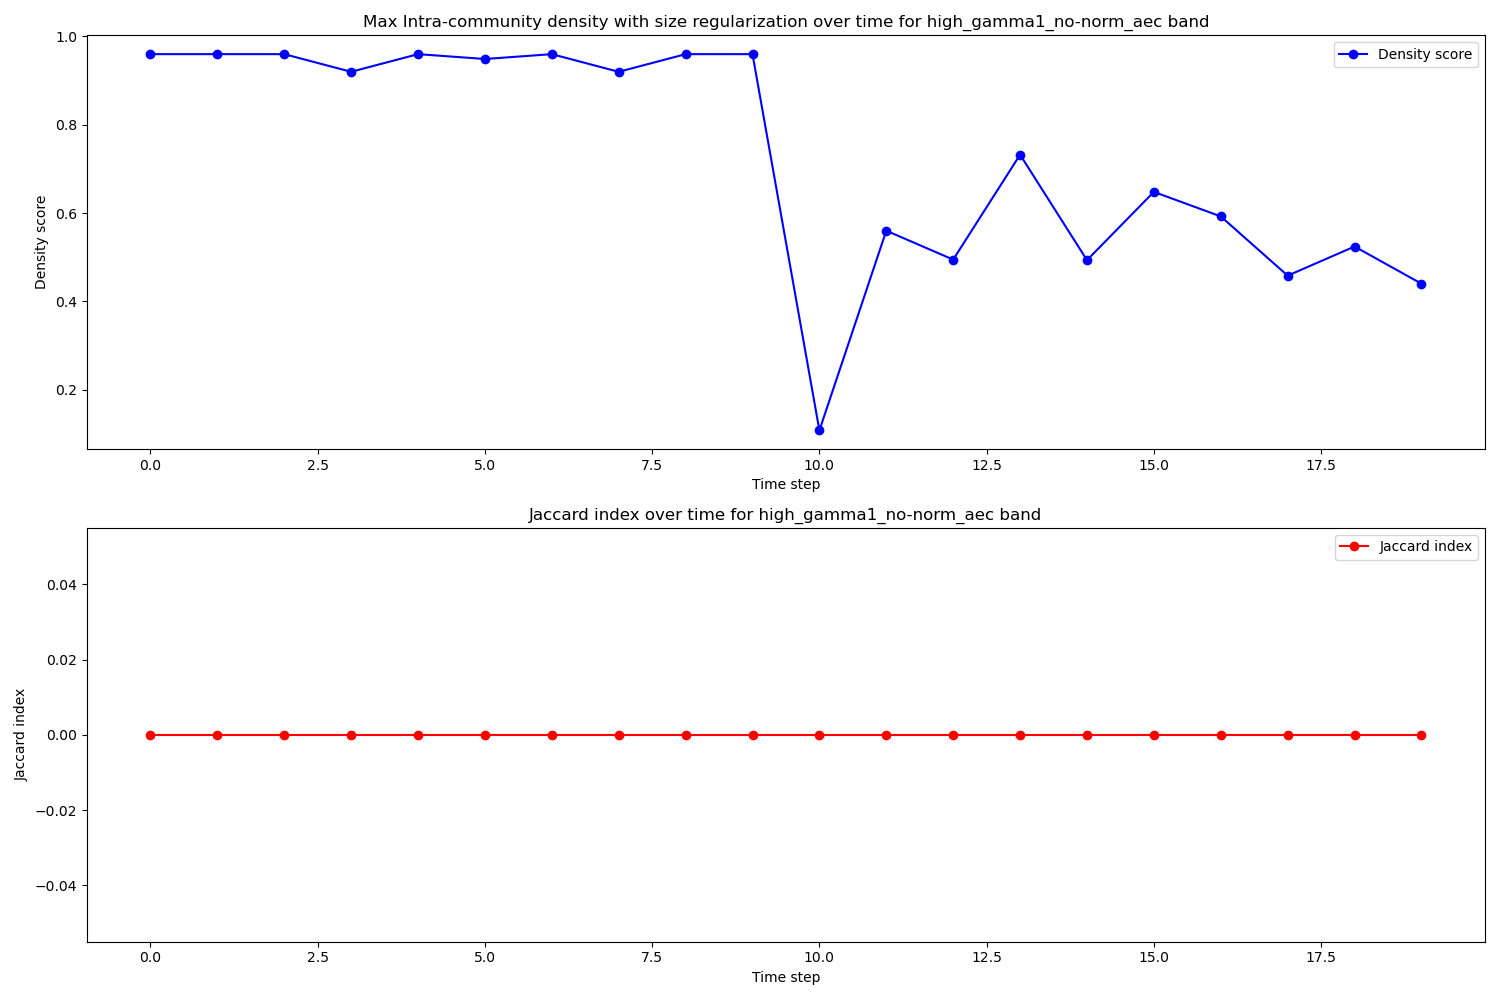 Max Intra-community density with size regularization over time for high_gamma1_no-norm_aec band
Density score
1.0
0.8
0.6
0.4
0.2
Density score
0.0 2.5 5.0 7.5 10.0 12.5 15.0 17.5
Time step
Jaccard index over time for high_gamma1_no-norm_aec band
Jaccard index
0.04
0.02
0.00
−0.02
−0.04
Jaccard index
0.0 2.5 5.0 7.5 10.0 12.5 15.0 17.5
Time step